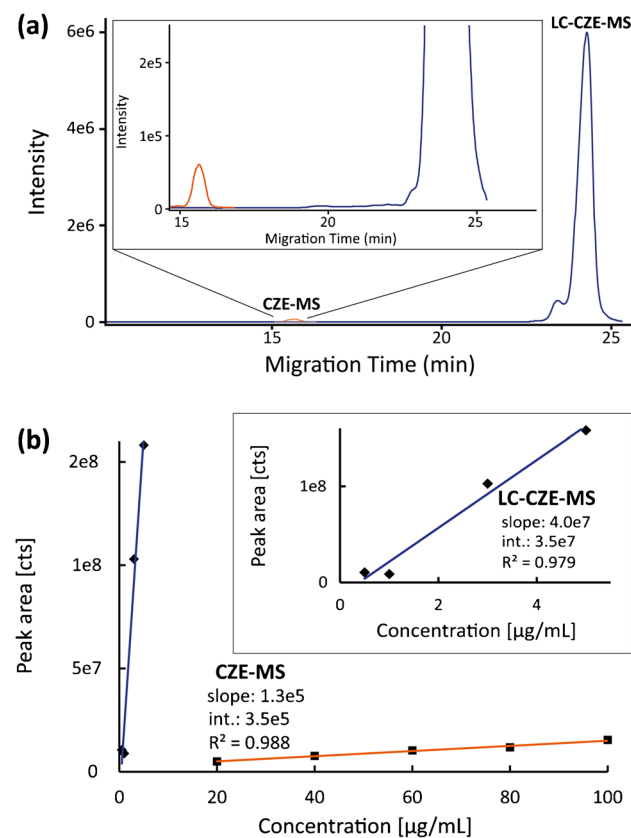 (a)
LC-CZE-MS
6e6
4e6
2e6
0
Intensity
2e5
1e5
0
Intensity
15
20
25
Migration Time (min)
CZE-MS
15
20
25
Migration Time (min)
(b)
2e8
1e8
5e7
0
Peak area [cts]
1e8
0
Peak area [cts]
LC-CZE-MS
slope: 4.0e7
int.: 3.5e7
R² = 0.979
0
2
4
Concentration [µg/mL]
CZE-MS
slope: 1.3e5
int.: 3.5e5
R² = 0.988
0
20
40
60
80
100
Concentration [µg/mL]